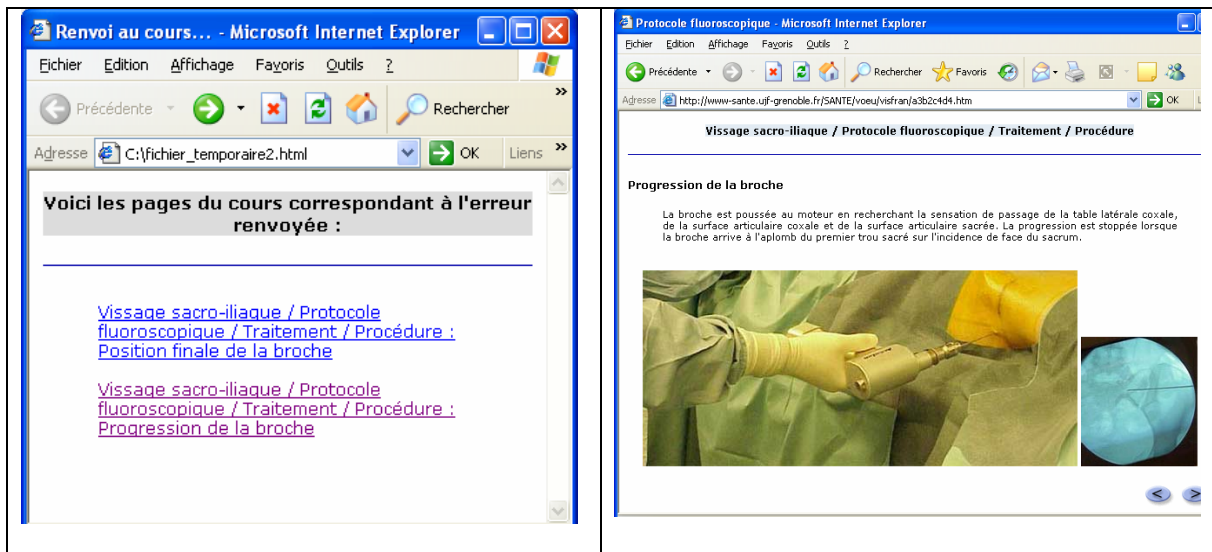 Renvoi au cours... - Microsoft Internet Explorer
Fichier Edition Affichage Favoris Outils ?
Précédente Rechercher »
Adresse C:\fichier_temporaire2.html OK Liens »
Voici les pages du cours correspondant à l'erreur
renvoyée :
Vissage sacro-iliaque / Protocole
fluoroscopique / Traitement / Procédure :
Position finale de la broche
Vissage sacro-iliaque / Protocole
fluoroscopique / Traitement / Procédure :
Progression de la broche
Protocole fluoroscopique - Microsoft Internet Explorer
Fichier Edition Affichage Favoris Outils ?
Précédente Rechercher Favoris
Adresse http://www-sante.ujf-grenoble.fr/SANTE/voeu/visfran/a3b2c4d4.htm OK
Vissage sacro-iliaque / Protocole fluoroscopique / Traitement / Procédure
Progression de la broche
La broche est poussée au moteur en recherchant la sensation de passage de la table latérale coxale,
de la surface articulaire coxale et de la surface articulaire sacrée. La progression est stoppée lorsque
la broche arrive à l'aplomb du premier trou sacré sur l'incidence de face du sacrum.
< >